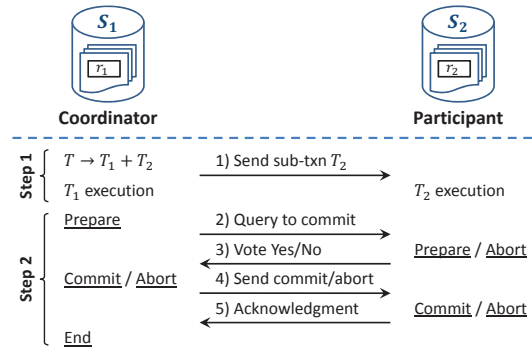 S₁ S₂
r₁ r₂
Coordinator Participant
Step 1
T → T₁ + T₂ 1) Send sub-txn T₂
T₁ execution T₂ execution
Step 2
Prepare 2) Query to commit
3) Vote Yes/No Prepare / Abort
Commit / Abort 4) Send commit/abort
5) Acknowledgment Commit / Abort
End